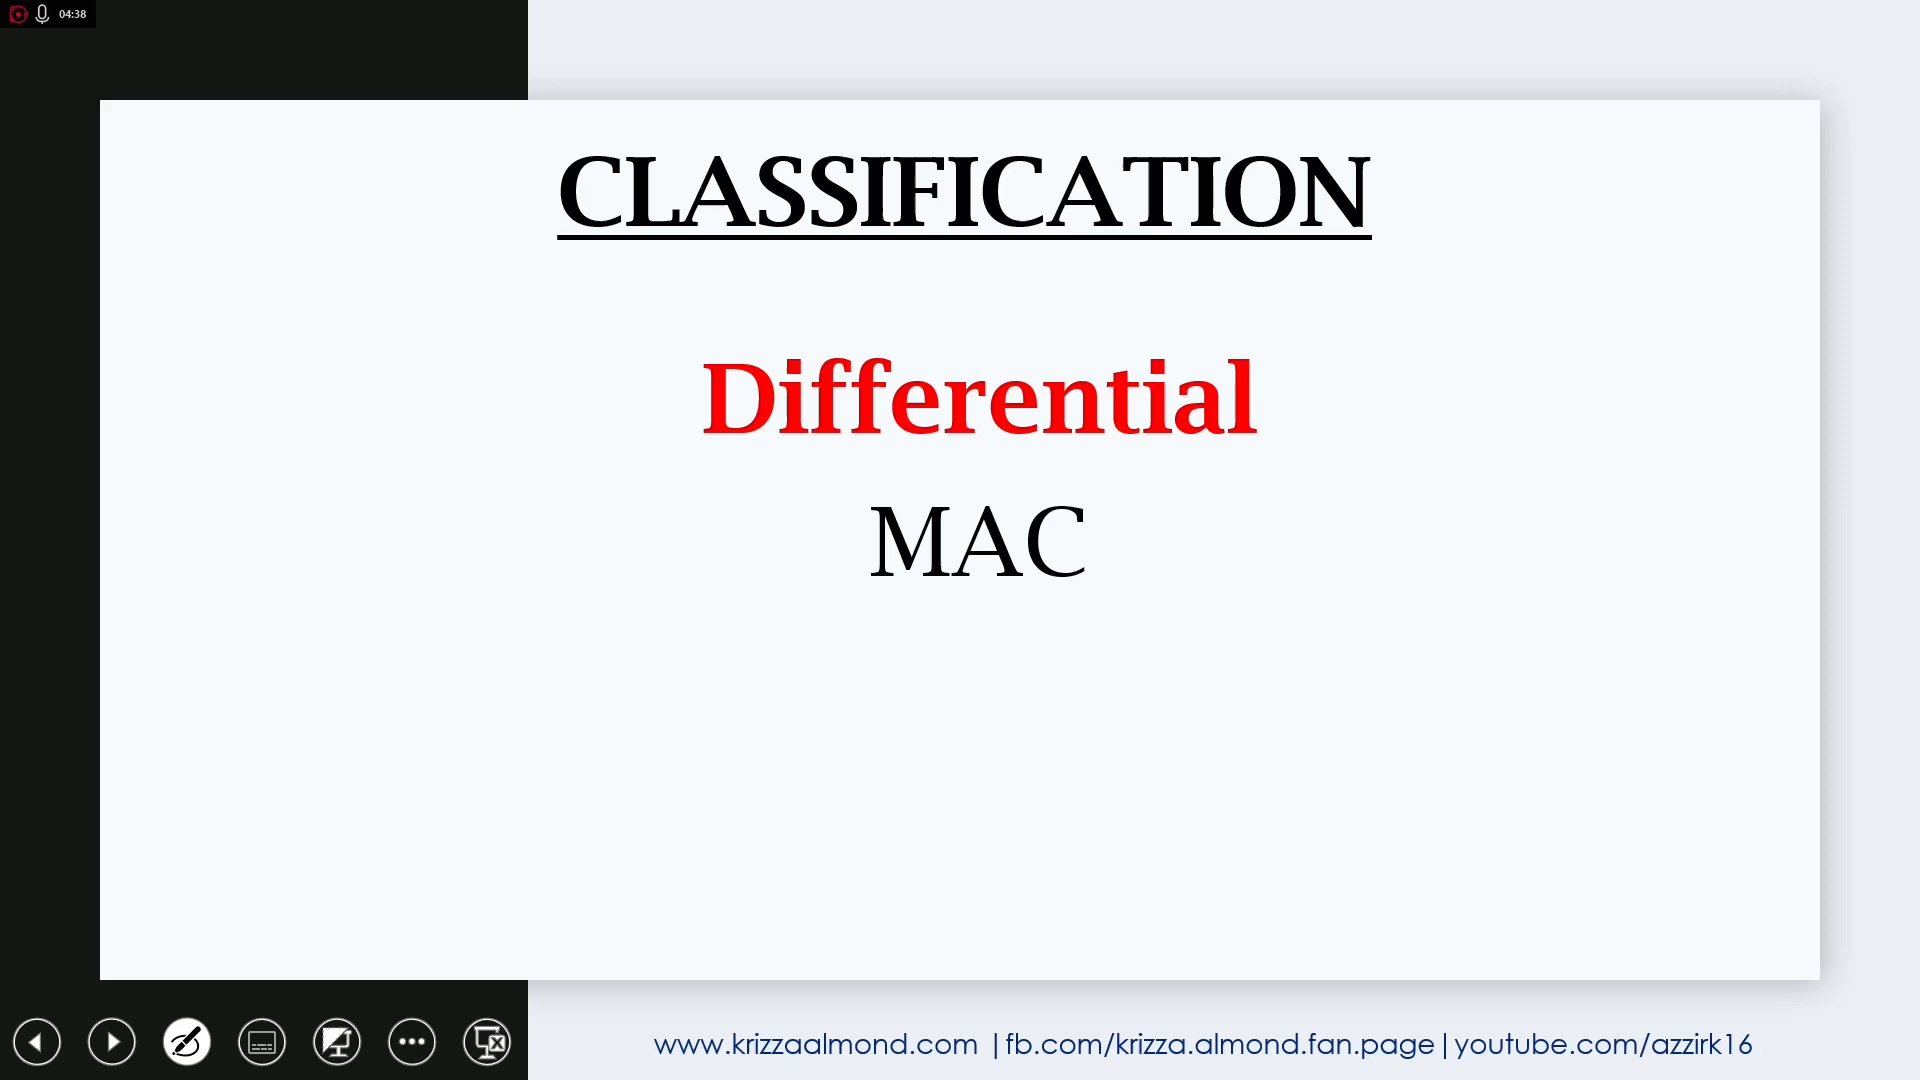 04:38
CLASSIFICATION
Differential
MAC
www.krizzaalmond.com | fb.com/krizza.almond.fan.page | youtube.com/azzirk16